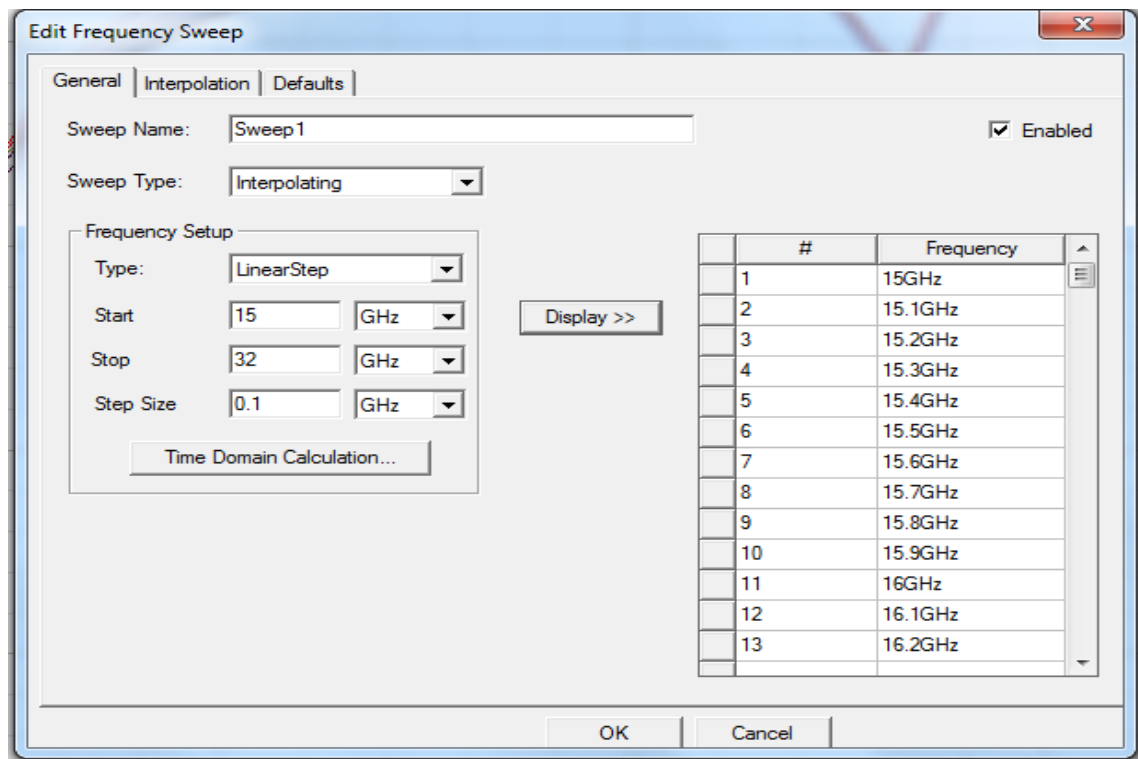 Edit Frequency Sweep
General Interpolation Defaults
Sweep Name: Sweep1 Enabled
Sweep Type: Interpolating
Frequency Setup
Type: LinearStep
Start 15 GHz
Stop 32 GHz
Step Size 0.1 GHz
Time Domain Calculation...
Display >>
# Frequency
1 15GHz
2 15.1GHz
3 15.2GHz
4 15.3GHz
5 15.4GHz
6 15.5GHz
7 15.6GHz
8 15.7GHz
9 15.8GHz
10 15.9GHz
11 16GHz
12 16.1GHz
13 16.2GHz
OK Cancel